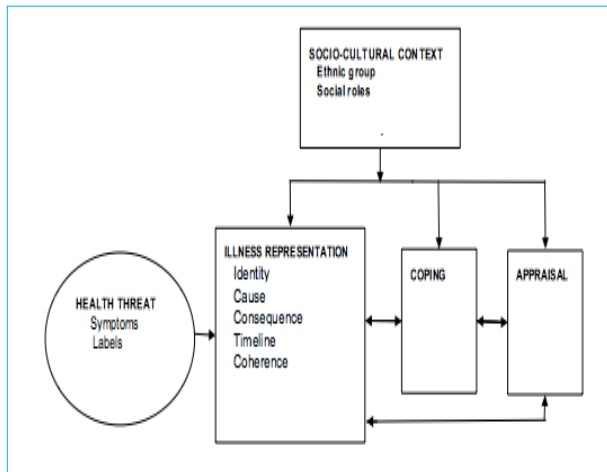 SOCIO-CULTURAL CONTEXT
Ethnic group
Social roles
HEALTH THREAT
Symptoms
Labels
ILLNESS REPRESENTATION
Identity
Cause
Consequence
Timeline
Coherence
COPING
APPRAISAL